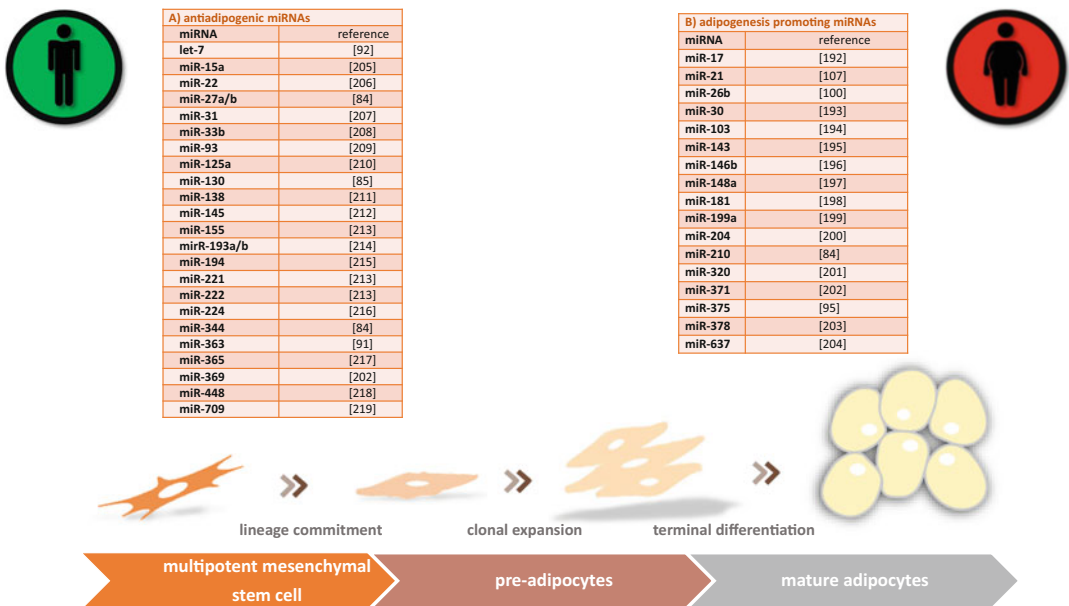 A) antiadipogenic miRNAs
miRNA reference
let-7 [92]
miR-15a [205]
miR-22 [206]
miR-27a/b [84]
miR-31 [207]
miR-33b [208]
miR-93 [209]
miR-125a [210]
miR-130 [85]
miR-138 [211]
miR-145 [212]
miR-155 [213]
mirR-193a/b [214]
miR-194 [215]
miR-221 [213]
miR-222 [213]
miR-224 [216]
miR-344 [84]
miR-363 [91]
miR-365 [217]
miR-369 [202]
miR-448 [218]
miR-709 [219]
B) adipogenesis promoting miRNAs
miRNA reference
miR-17 [192]
miR-21 [107]
miR-26b [100]
miR-30 [193]
miR-103 [194]
miR-143 [195]
miR-146b [196]
miR-148a [197]
miR-181 [198]
miR-199a [199]
miR-204 [200]
miR-210 [84]
miR-320 [201]
miR-371 [202]
miR-375 [95]
miR-378 [203]
miR-637 [204]
lineage commitment
clonal expansion
terminal differentiation
multipotent mesenchymal
stem cell
pre-adipocytes
mature adipocytes